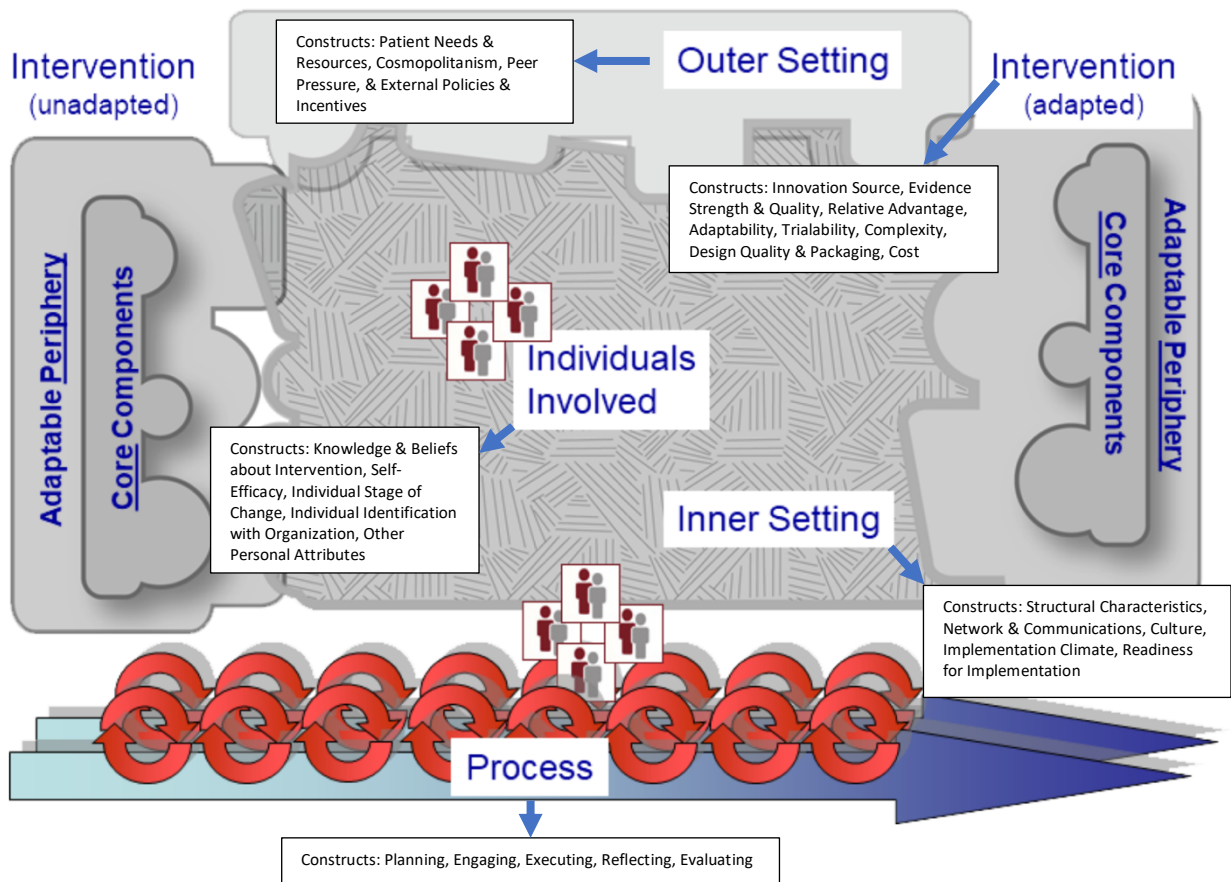 Constructs: Patient Needs &
Resources, Cosmopolitanism, Peer
Pressure, & External Policies &
Incentives
Outer Setting
Intervention
(unadapted)
Intervention
(adapted)
Constructs: Innovation Source, Evidence
Strength & Quality, Relative Advantage,
Adaptability, Trialability, Complexity,
Design Quality & Packaging, Cost
Adaptable Periphery
Core Components
Individuals
Involved
Core Components
Adaptable Periphery
Constructs: Knowledge & Beliefs
about Intervention, Self-
Efficacy, Individual Stage of
Change, Individual Identification
with Organization, Other
Personal Attributes
Inner Setting
Constructs: Structural Characteristics,
Network & Communications, Culture,
Implementation Climate, Readiness
for Implementation
Process
Constructs: Planning, Engaging, Executing, Reflecting, Evaluating